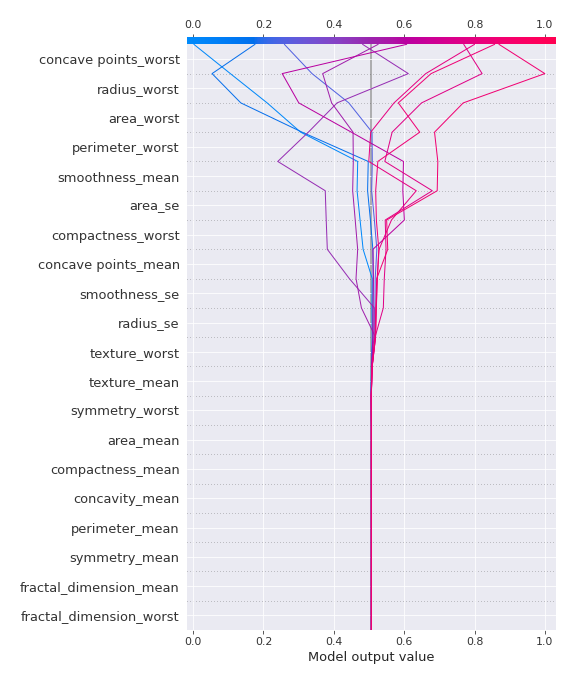 0.0 0.2 0.4 0.6 0.8 1.0
concave points_worst
radius_worst
area_worst
perimeter_worst
smoothness_mean
area_se
compactness_worst
concave points_mean
smoothness_se
radius_se
texture_worst
texture_mean
symmetry_worst
area_mean
compactness_mean
concavity_mean
perimeter_mean
symmetry_mean
fractal_dimension_mean
fractal_dimension_worst
0.0 0.2 0.4 0.6 0.8 1.0
Model output value